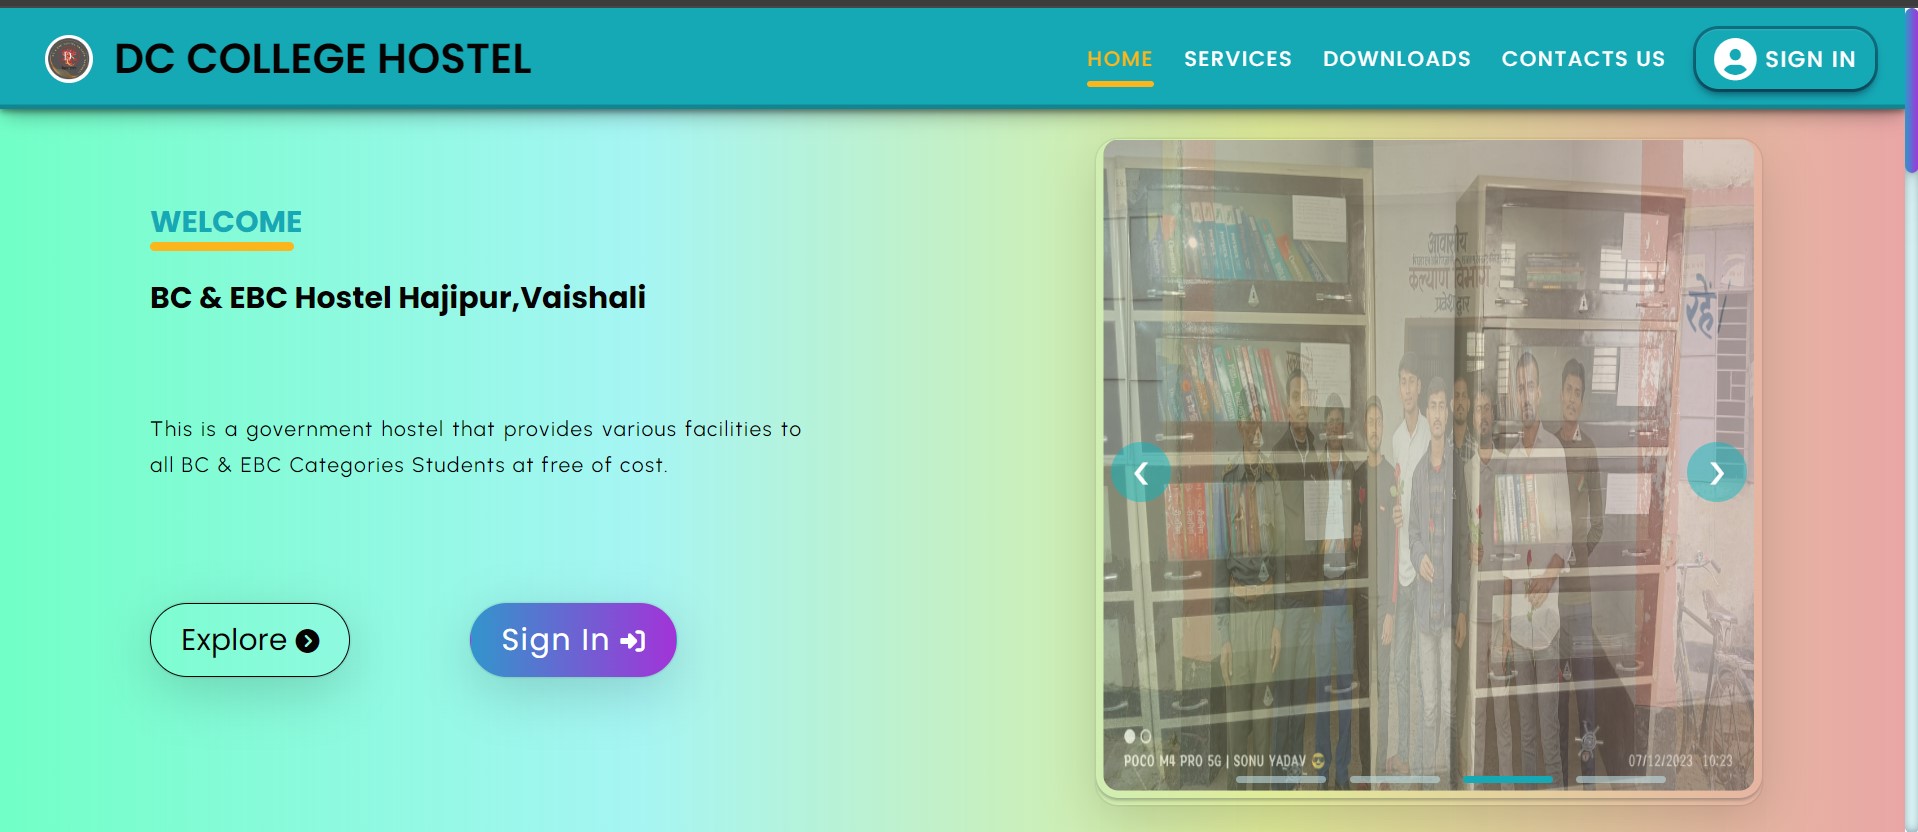 DC COLLEGE HOSTEL
HOME SERVICES DOWNLOADS CONTACTS US SIGN IN
WELCOME
BC & EBC Hostel Hajipur,Vaishali
This is a government hostel that provides various facilities to
all BC & EBC Categories Students at free of cost.
Explore
Sign In
आवासीय
कल्याण विभाग
प्रवेश द्वार
रहें
POCO M4 PRO 5G | SONU YADAV
07/12/2023 10:23